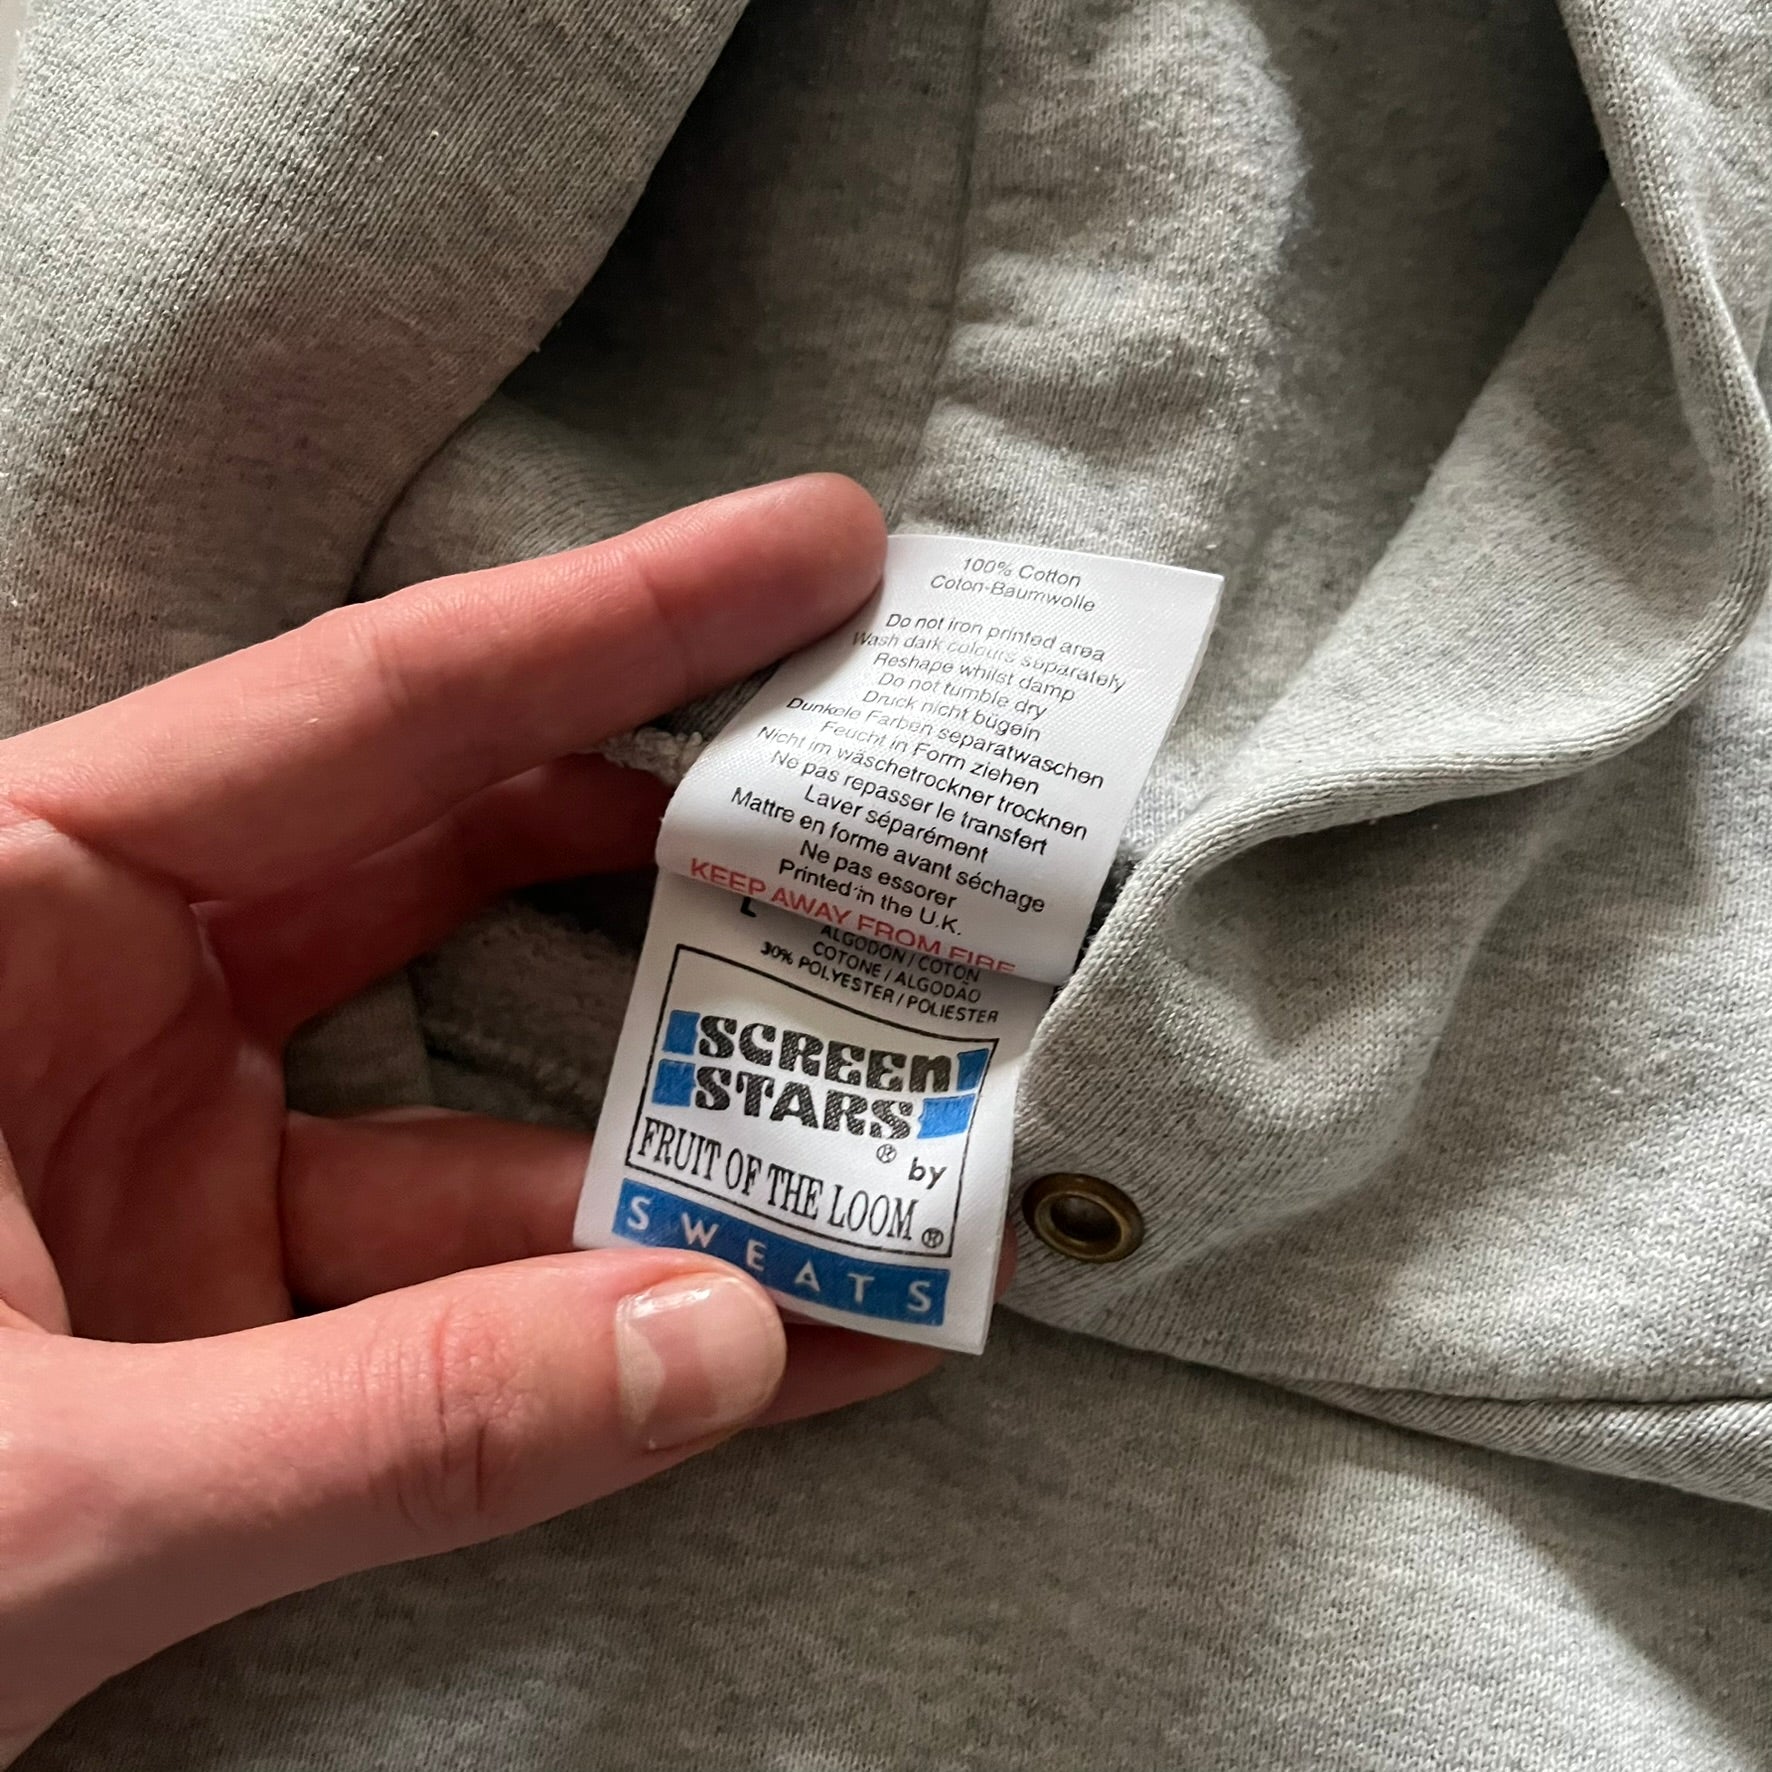 100% Cotton
Coton-Baumwolle
Do not iron printed area
Wash dark colours suparately
Reshape whilst damp
Do not tumble dry
Druck nicht bügeln
Dunkele Farben separatwaschen
Feucht in Form ziehen
Nicht im wäschetrockner trocknen
Ne pas repasser le transfert
Laver séparément
Mattre en forme avant séchage
Ne pas essorer
Printed in the U.K.
KEEP AWAY FROM FIRE
L
ALGODON / COTON
COTONE / ALGODÃO
30% POLYESTER / POLIESTER
SCREEN
STARS® by
FRUIT OF THE LOOM®
SWEATS